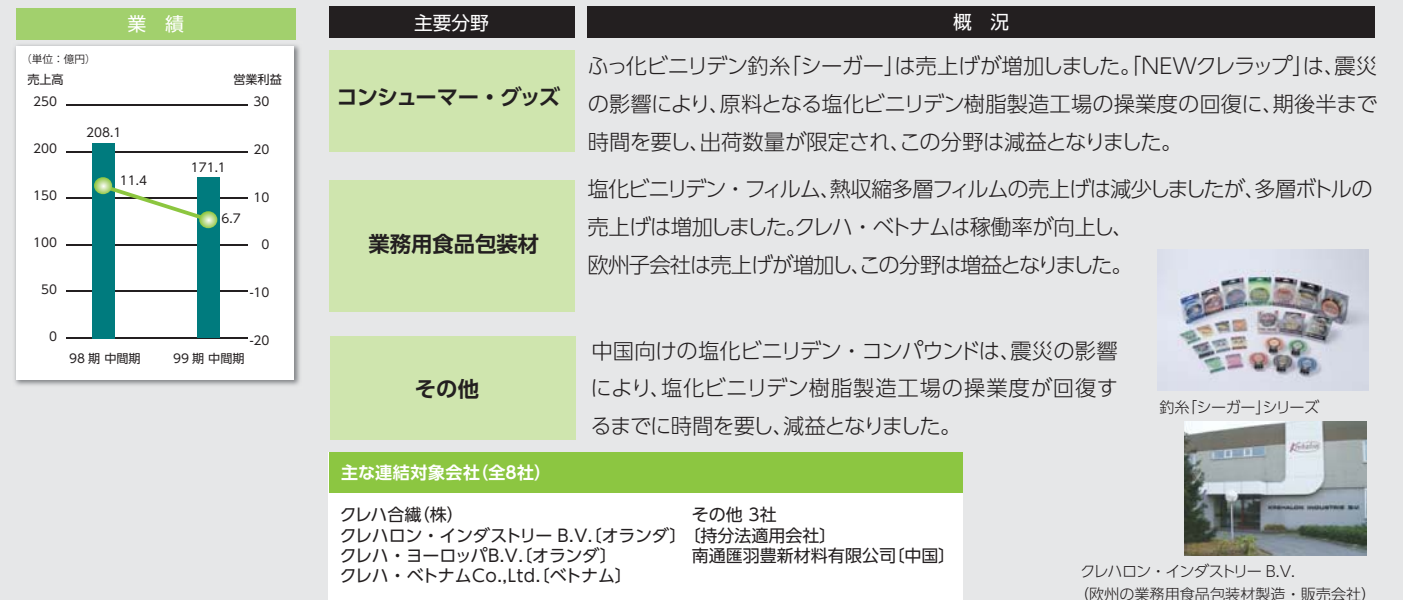 業 績
（単位：億円）
売上高 営業利益
250 30
200 20
150 10
100 0
50 -10
0 -20
208.1
171.1
11.4
6.7
98 期 中間期 99 期 中間期
主要分野
概 況
コンシューマー・グッズ
ふっ化ビニリデン釣糸「シーガー」は売上げが増加しました。「NEWクレラップ」は、震災
の影響により、原料となる塩化ビニリデン樹脂製造工場の操業度の回復に、期後半まで
時間を要し、出荷数量が限定され、この分野は減益となりました。
業務用食品包装材
塩化ビニリデン・フィルム、熱収縮多層フィルムの売上げは減少しましたが、多層ボトルの
売上げは増加しました。クレハ・ベトナムは稼働率が向上し、
欧州子会社は売上げが増加し、この分野は増益となりました。
その他
中国向けの塩化ビニリデン・コンパウンドは、震災の影響
により、塩化ビニリデン樹脂製造工場の操業度が回復す
るまでに時間を要し、減益となりました。
釣糸「シーガー」シリーズ
主な連結対象会社（全8社）
クレハ合繊（株）
クレハロン・インダストリー B.V.〔オランダ〕
クレハ・ヨーロッパB.V.〔オランダ〕
クレハ・ベトナムCo.,Ltd.〔ベトナム〕
その他 3社
〔持分法適用会社〕
南通匯羽豊新材料有限公司〔中国〕
KREHALON INDUSTRIE B.V.
クレハロン・インダストリー B.V.
（欧州の業務用食品包装材製造・販売会社）